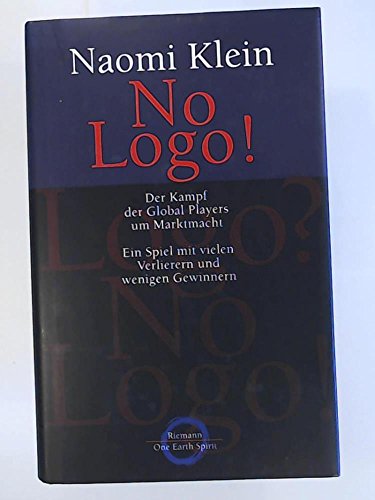 Naomi Klein
No
Logo!
Der Kampf
der Global Players
um Marktmacht
Logo?
Ein Spiel mit vielen
Verlierern und
wenigen Gewinnern
No
Logo!
Riemann
One Earth Spirit